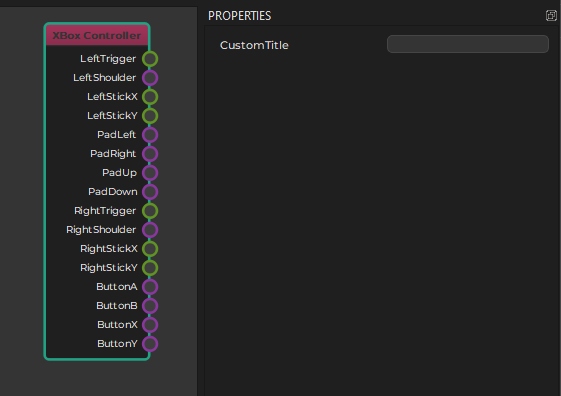 XBox Controller
LeftTrigger
LeftShoulder
LeftStickX
LeftStickY
PadLeft
PadRight
PadUp
PadDown
RightTrigger
RightShoulder
RightStickX
RightStickY
ButtonA
ButtonB
ButtonX
ButtonY
PROPERTIES
CustomTitle